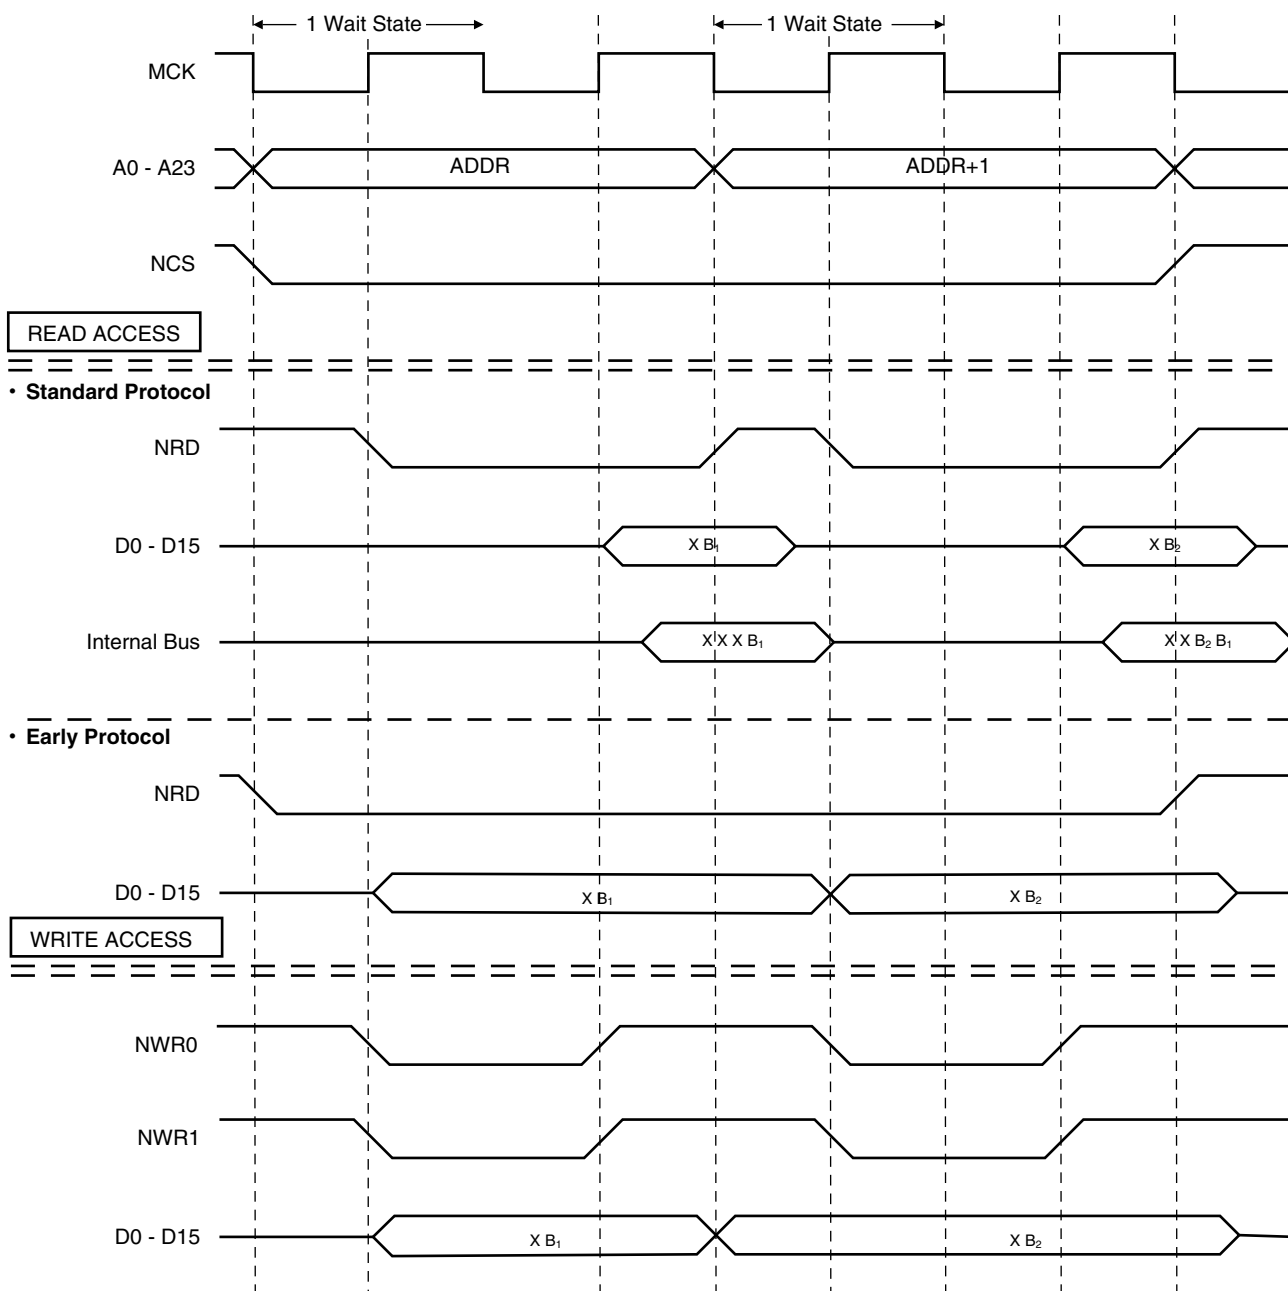 1 Wait State 1 Wait State
MCK
A0 - A23 ADDR ADDR+1
NCS
READ ACCESS
• Standard Protocol
NRD
D0 - D15 X B₁ X B₂
Internal Bus X X X B₁ X X B₂ B₁
• Early Protocol
NRD
D0 - D15 X B₁ X B₂
WRITE ACCESS
NWR0
NWR1
D0 - D15 X B₁ X B₂